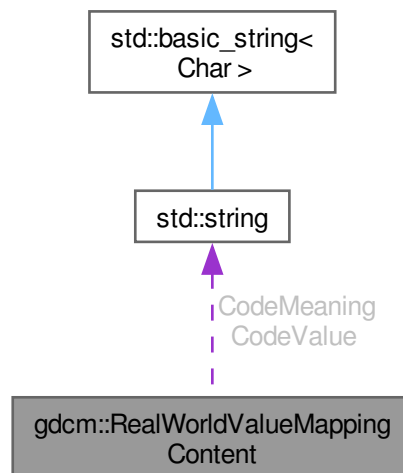 std::basic_string<
Char >
std::string
CodeMeaning
CodeValue
gdcm::RealWorldValueMapping
Content